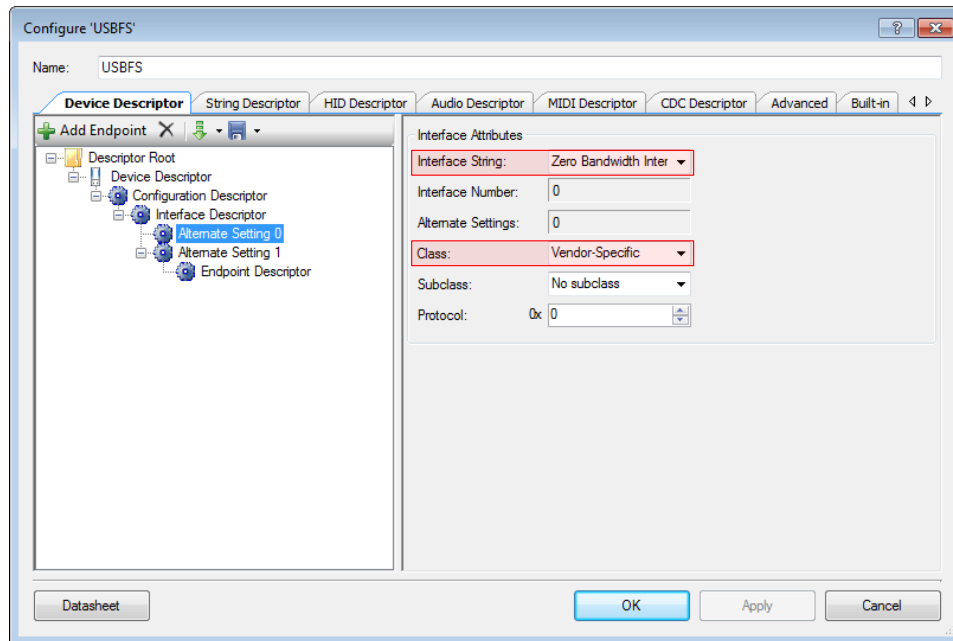 Configure 'USBFS'
Name: USBFS
Device Descriptor String Descriptor HID Descriptor Audio Descriptor MIDI Descriptor CDC Descriptor Advanced Built-in
Add Endpoint
Descriptor Root
Device Descriptor
Configuration Descriptor
Interface Descriptor
Alternate Setting 0
Alternate Setting 1
Endpoint Descriptor
Interface Attributes
Interface String: Zero Bandwidth Inter
Interface Number: 0
Alternate Settings: 0
Class: Vendor-Specific
Subclass: No subclass
Protocol: 0x 0
Datasheet OK Apply Cancel